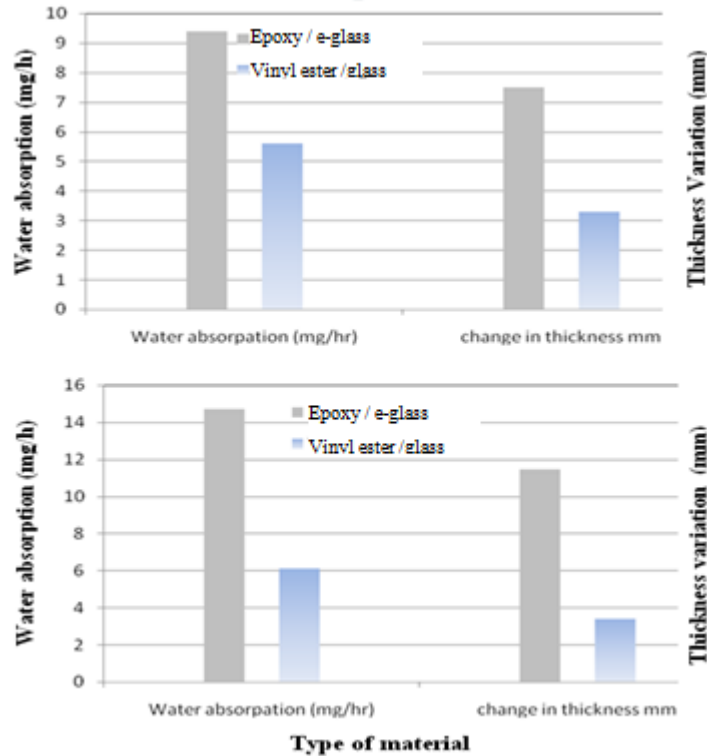 10
9
8
7
6
5
4
3
2
1
0
Water absorption (mg/h)
Epoxy / e-glass
Vinyl ester /glass
Thickness Variation (mm)
Water absorpation (mg/hr)
change in thickness mm
16
14
12
10
8
6
4
2
0
Water absorption (mg/h)
Epoxy / e-glass
Vinyl ester /glass
Thickness variation (mm)
Water absorpation (mg/hr)
change in thickness mm
Type of material